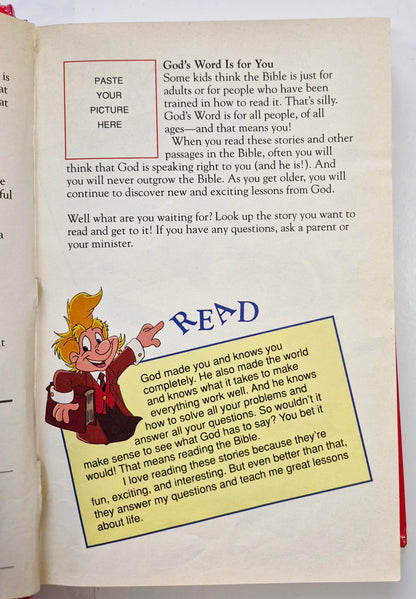 is
at
at
e
ful
a
t
PASTE
YOUR
PICTURE
HERE
God's Word Is for You
Some kids think the Bible is just for
adults or for people who have been
trained in how to read it. That's silly.
God's Word is for all people, of all
ages—and that means you!
When you read these stories and other
passages in the Bible, often you will
think that God is speaking right to you (and he is!). And
you will never outgrow the Bible. As you get older, you will
continue to discover new and exciting lessons from God.
Well what are you waiting for? Look up the story you want to
read and get to it! If you have any questions, ask a parent or
your minister.
READ
God made you and knows you
completely. He also made the world
and knows what it takes to make
everything work well. And he knows
how to solve all your problems and
answer all your questions. So wouldn't it
make sense to see what God has to say? You bet it
would! That means reading the Bible.
I love reading these stories because they're
fun, exciting, and interesting. But even better than that,
they answer my questions and teach me great lessons
about life.